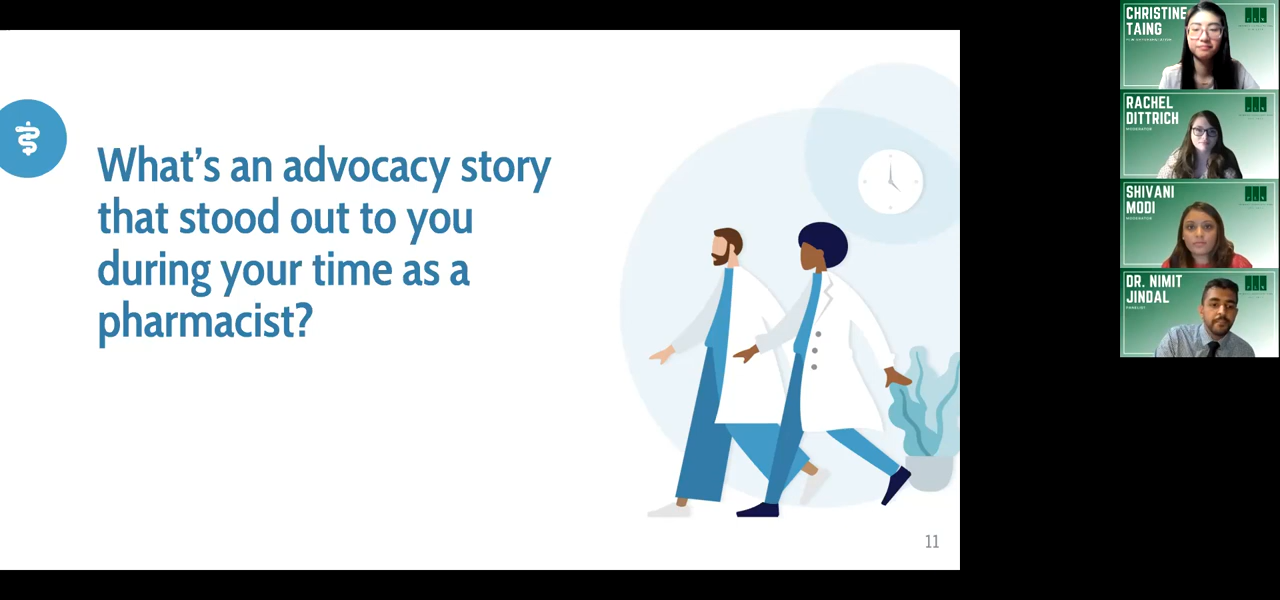 What's an advocacy story
that stood out to you
during your time as a
pharmacist?
11
CHRISTINE
TAING
RACHEL
DITTRICH
MODERATOR
SHIVANI
MODI
MODERATOR
DR. NIMIT
JINDAL
PANELIST